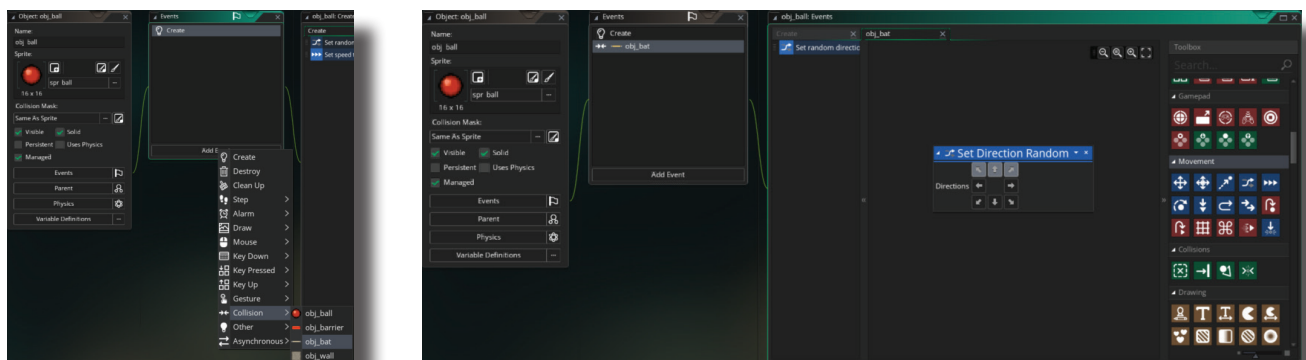 Object: obj_ball
Name:
obj_ball
Sprite:
spr_ball
16 x 16
Collision Mask:
Same As Sprite
Visible
Solid
Persistent
Uses Physics
Managed
Events
Parent
Physics
Variable Definitions
Events
Create
Add Ev
Create
Destroy
Clean Up
Step
Alarm
Draw
Mouse
Key Down
Key Pressed
Key Up
Gesture
Collision
Other
Asynchronous
obj_ball
obj_barrier
obj_bat
obj_wall
obj_ball: Creat
Create
Set random
Set speed
Object: obj_ball
Name:
obj_ball
Sprite:
spr_ball
16 x 16
Collision Mask:
Same As Sprite
Visible
Solid
Persistent
Uses Physics
Managed
Events
Parent
Physics
Variable Definitions
Events
Create
obj_bat
Add Event
obj_ball: Events
Create
obj_bat
Set random directio
Set Direction Random
Directions
Toolbox
Search...
Gamepad
Movement
Collisions
Drawing